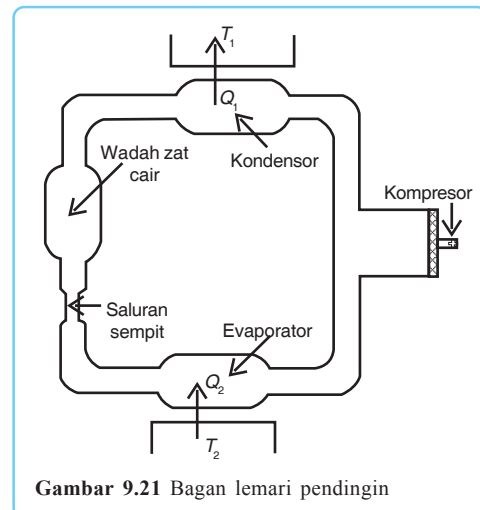 T₁
Q₁
Kondensor
Wadah zat
cair
Kompresor
Saluran
sempit
Evaporator
Q₂
T₂
Gambar 9.21 Bagan lemari pendingin